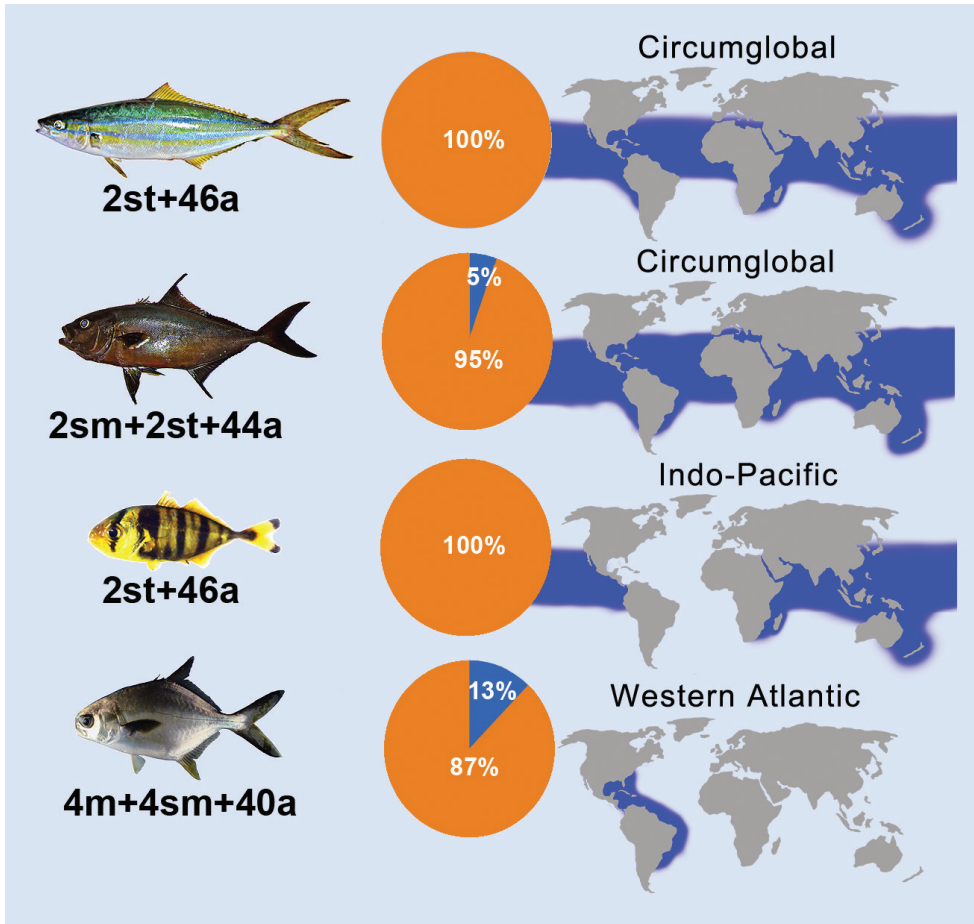 Circumglobal
100%
2st+46a
Circumglobal
5%
95%
2sm+2st+44a
Indo-Pacific
100%
2st+46a
Western Atlantic
13%
87%
4m+4sm+40a